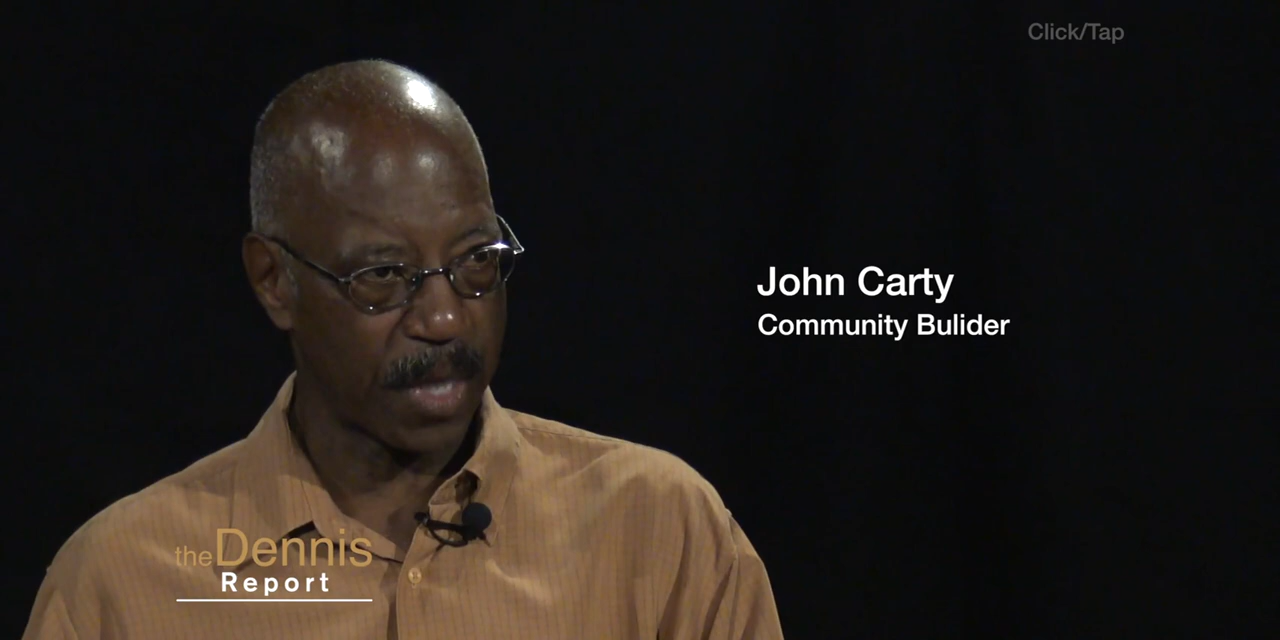 Click/Tap
John Carty
Community Bulider
the Dennis
Report